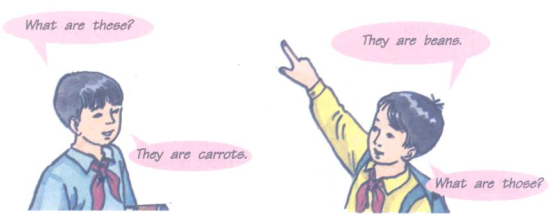 What are these?
They are carrots.
They are beans.
What are those?